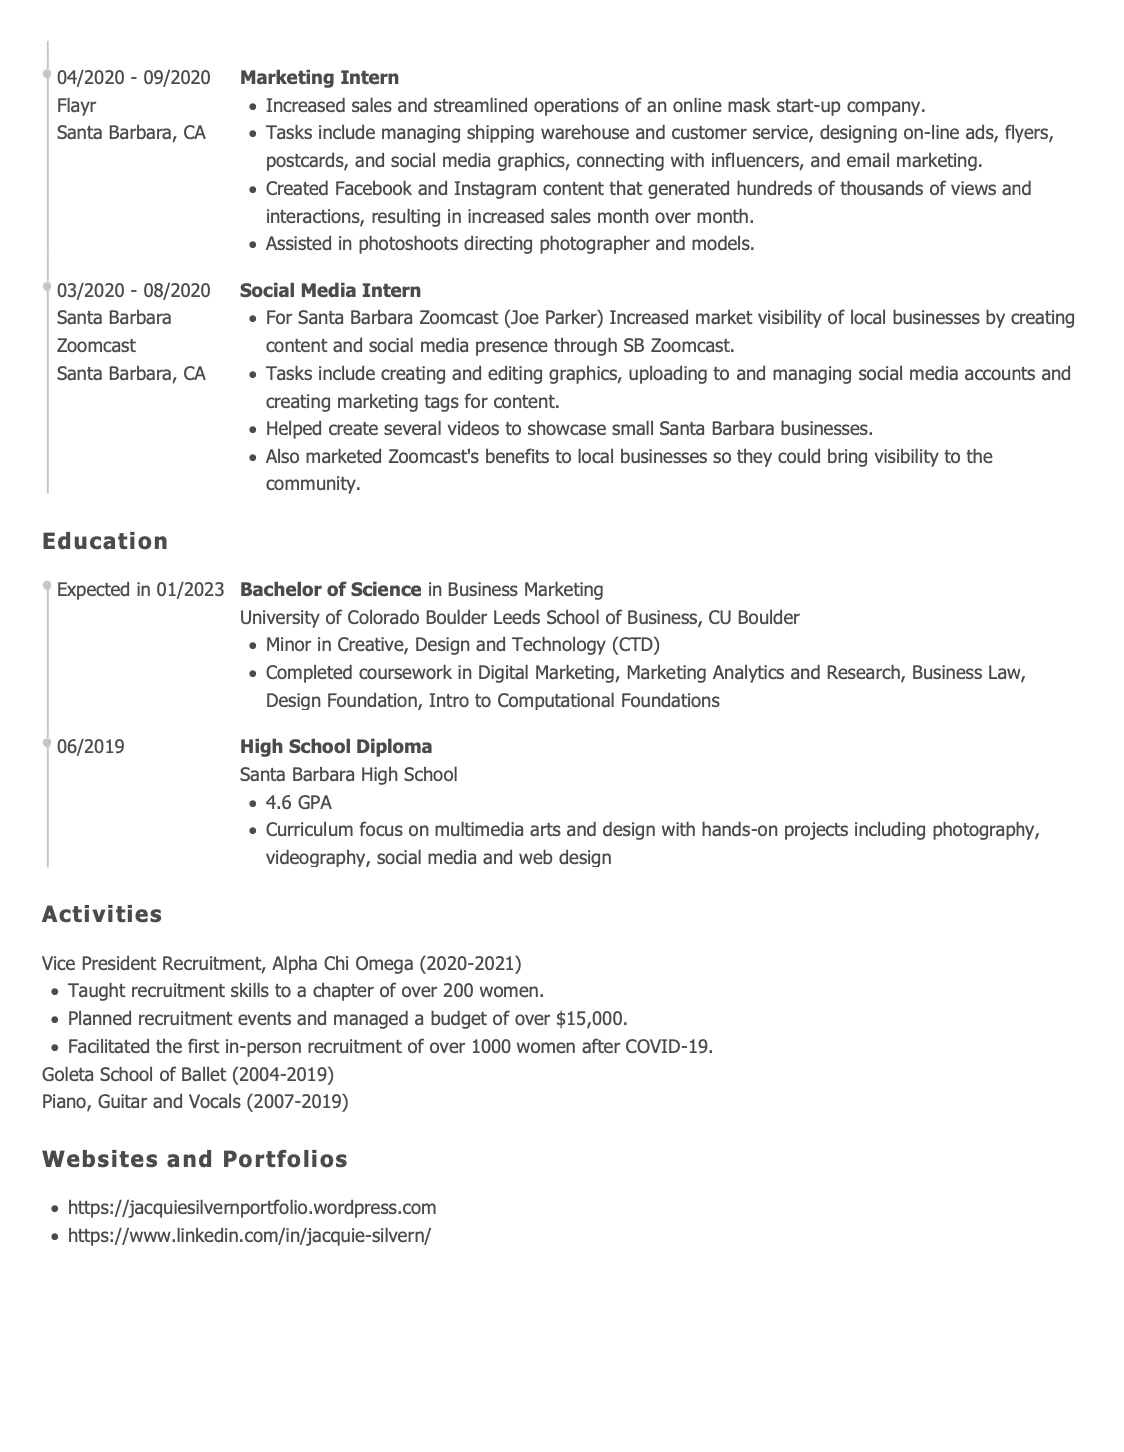 04/2020 - 09/2020
Flayr
Santa Barbara, CA
Marketing Intern
• Increased sales and streamlined operations of an online mask start-up company.
• Tasks include managing shipping warehouse and customer service, designing on-line ads, flyers,
postcards, and social media graphics, connecting with influencers, and email marketing.
• Created Facebook and Instagram content that generated hundreds of thousands of views and
interactions, resulting in increased sales month over month.
• Assisted in photoshoots directing photographer and models.
03/2020 - 08/2020
Santa Barbara
Zoomcast
Santa Barbara, CA
Social Media Intern
• For Santa Barbara Zoomcast (Joe Parker) Increased market visibility of local businesses by creating
content and social media presence through SB Zoomcast.
• Tasks include creating and editing graphics, uploading to and managing social media accounts and
creating marketing tags for content.
• Helped create several videos to showcase small Santa Barbara businesses.
• Also marketed Zoomcast's benefits to local businesses so they could bring visibility to the
community.
Education
Expected in 01/2023
Bachelor of Science in Business Marketing
University of Colorado Boulder Leeds School of Business, CU Boulder
• Minor in Creative, Design and Technology (CTD)
• Completed coursework in Digital Marketing, Marketing Analytics and Research, Business Law,
Design Foundation, Intro to Computational Foundations
06/2019
High School Diploma
Santa Barbara High School
• 4.6 GPA
• Curriculum focus on multimedia arts and design with hands-on projects including photography,
videography, social media and web design
Activities
Vice President Recruitment, Alpha Chi Omega (2020-2021)
• Taught recruitment skills to a chapter of over 200 women.
• Planned recruitment events and managed a budget of over $15,000.
• Facilitated the first in-person recruitment of over 1000 women after COVID-19.
Goleta School of Ballet (2004-2019)
Piano, Guitar and Vocals (2007-2019)
Websites and Portfolios
• https://jacquiesilvernportfolio.wordpress.com
• https://www.linkedin.com/in/jacquie-silvern/